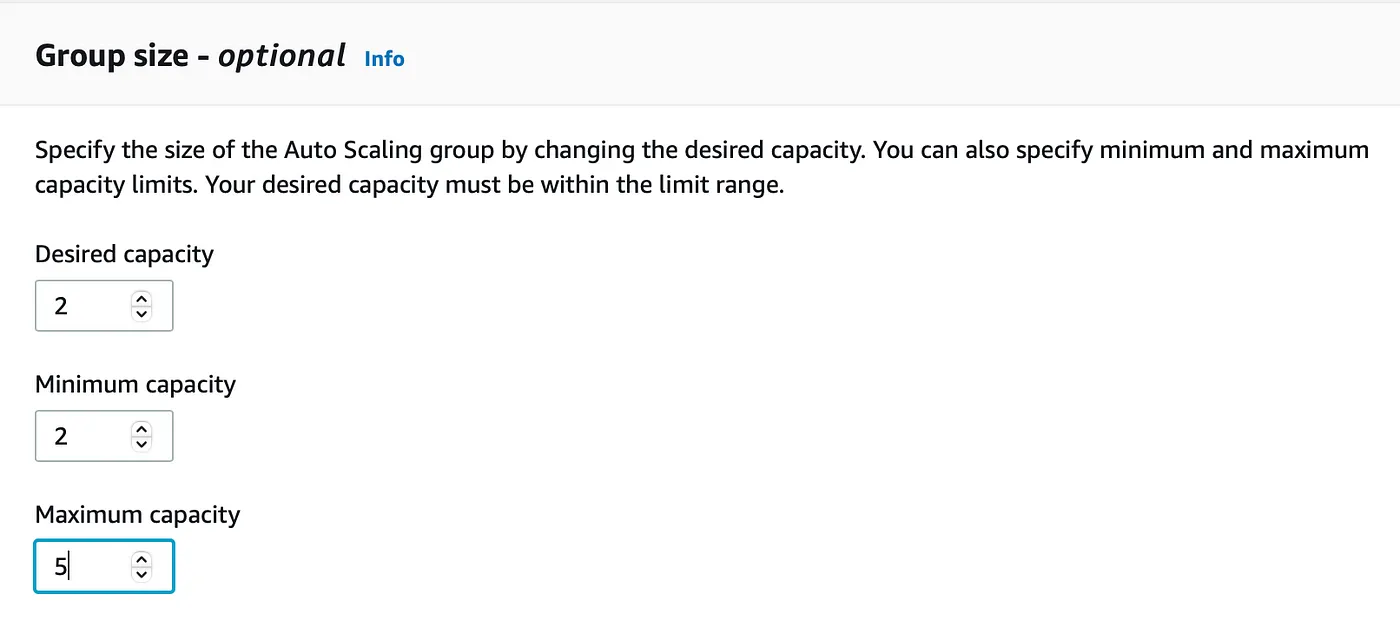 Group size - optional Info
Specify the size of the Auto Scaling group by changing the desired capacity. You can also specify minimum and maximum
capacity limits. Your desired capacity must be within the limit range.
Desired capacity
2
Minimum capacity
2
Maximum capacity
5